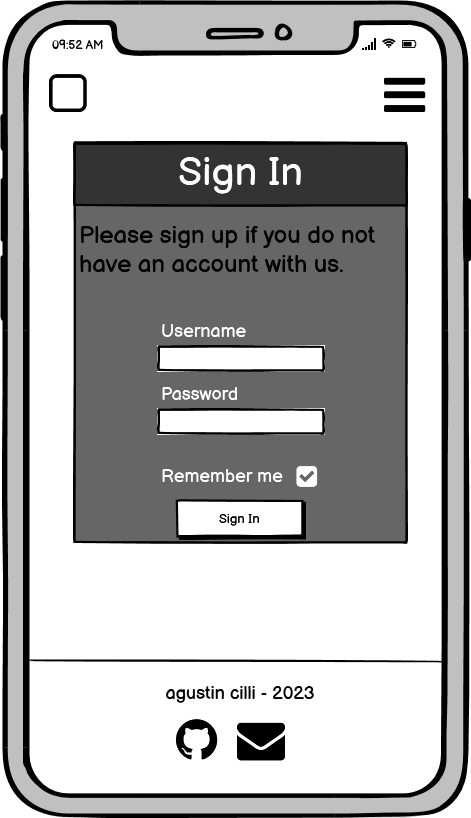 09:52 AM
Sign In
Please sign up if you do not
have an account with us.
Username
Password
Remember me
Sign In
agustin cilli - 2023